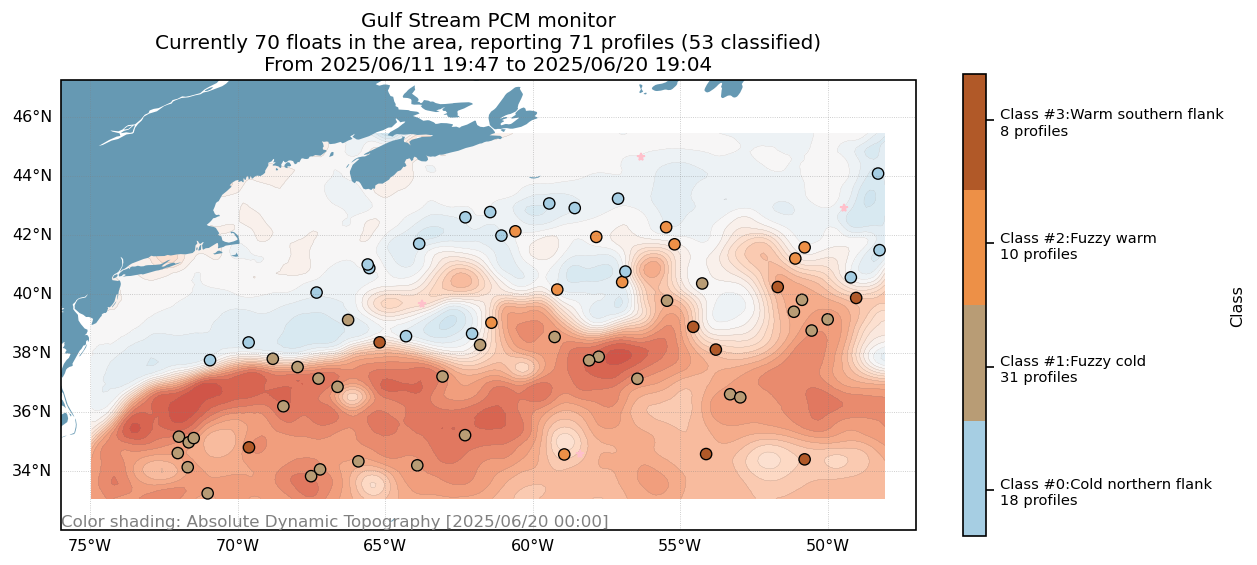 Gulf Stream PCM monitor
Currently 70 floats in the area, reporting 71 profiles (53 classified)
From 2025/06/11 19:47 to 2025/06/20 19:04
46°N
44°N
42°N
40°N
38°N
36°N
34°N
Color shading: Absolute Dynamic Topography [2025/06/20 00:00]
75°W
70°W
65°W
60°W
55°W
50°W
Class #3:Warm southern flank
8 profiles
Class #2:Fuzzy warm
10 profiles
Class #1:Fuzzy cold
31 profiles
Class #0:Cold northern flank
18 profiles
Class